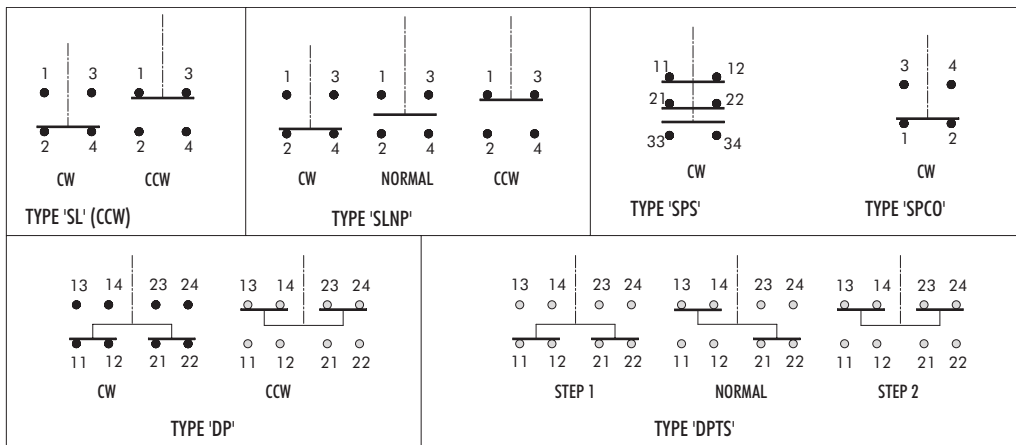 1 3 1 3
2 4 2 4
CW CCW
TYPE 'SL' (CCW)
1 3 1 3 1 3
2 4 2 4 2 4
CW NORMAL CCW
TYPE 'SLNP'
11 12
21 22
33 34
CW
TYPE 'SPS'
3 4
1 2
CW
TYPE 'SPCO'
13 14 23 24 13 14 23 24
11 12 21 22 11 12 21 22
CW CCW
TYPE 'DP'
13 14 23 24 13 14 23 24 13 14 23 24
11 12 21 22 11 12 21 22 11 12 21 22
STEP 1 NORMAL STEP 2
TYPE 'DPTS'